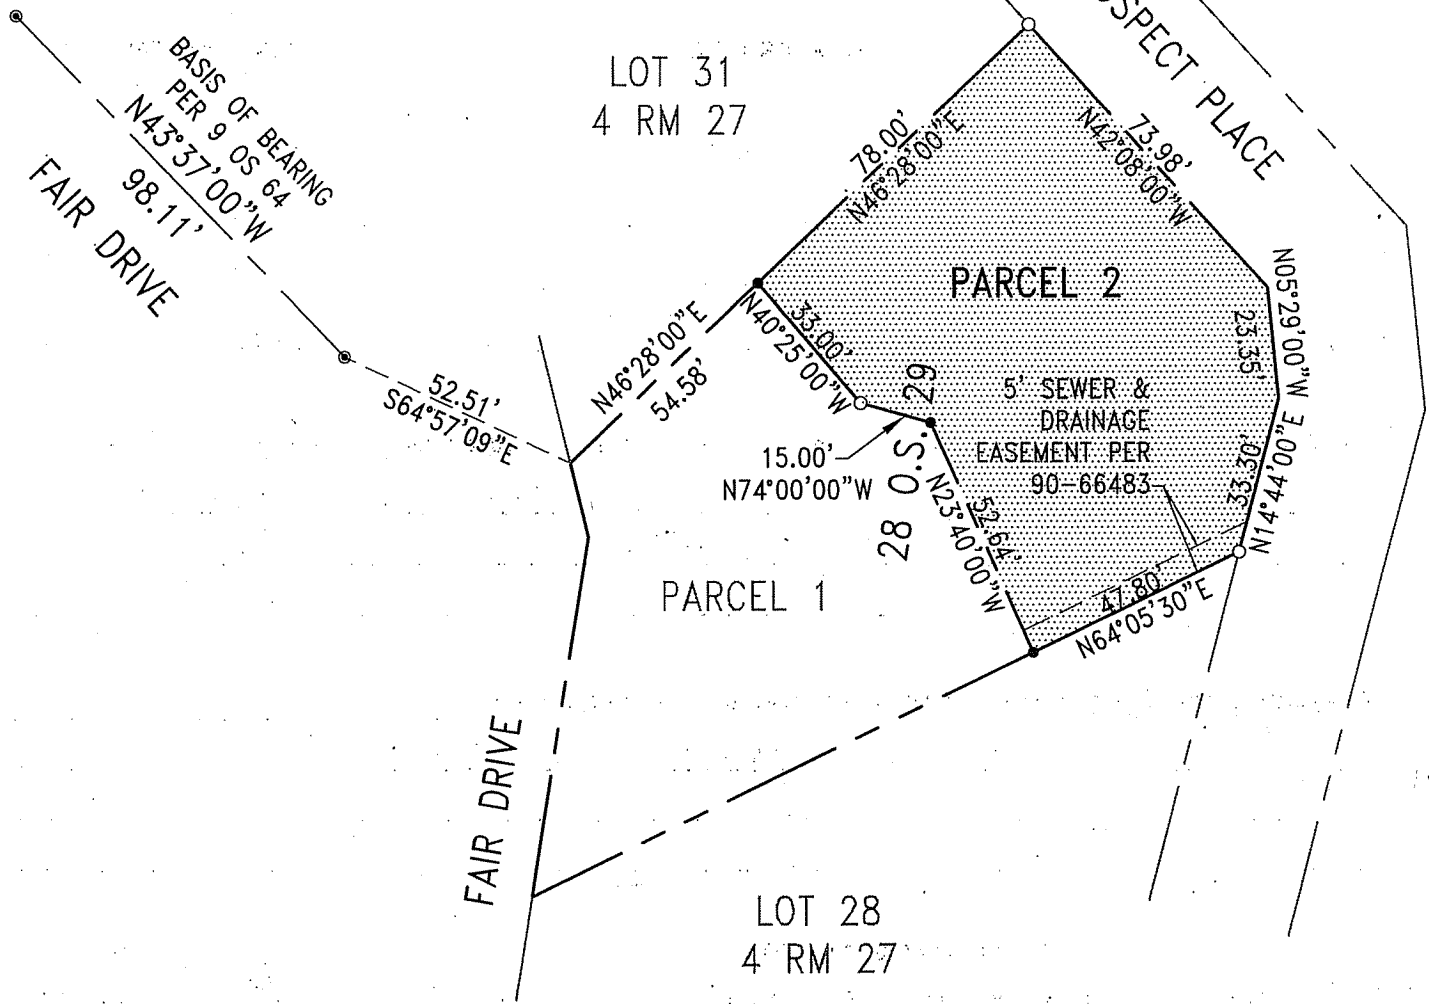 BASIS OF BEARING
PER 9 OS 64
N43°37'00"W
98.11'
FAIR DRIVE
LOT 31
4 RM 27
SPECT PLACE
78.00'
N46°28'00"E
73.98'
N42°08'00"W
PARCEL 2
N05°29'00"W
23.35'
N46°28'00"E
54.58'
33.00'
N40°25'00"W
52.51'
S64°57'09"E
5' SEWER &
DRAINAGE
EASEMENT PER
90-66483
15.00'
N74°00'00"W
28 O.S. 29
33.30'
N14°44'00"E
52.64'
N23°40'00"W
47.80'
N64°05'30"E
PARCEL 1
FAIR DRIVE
LOT 28
4 RM 27